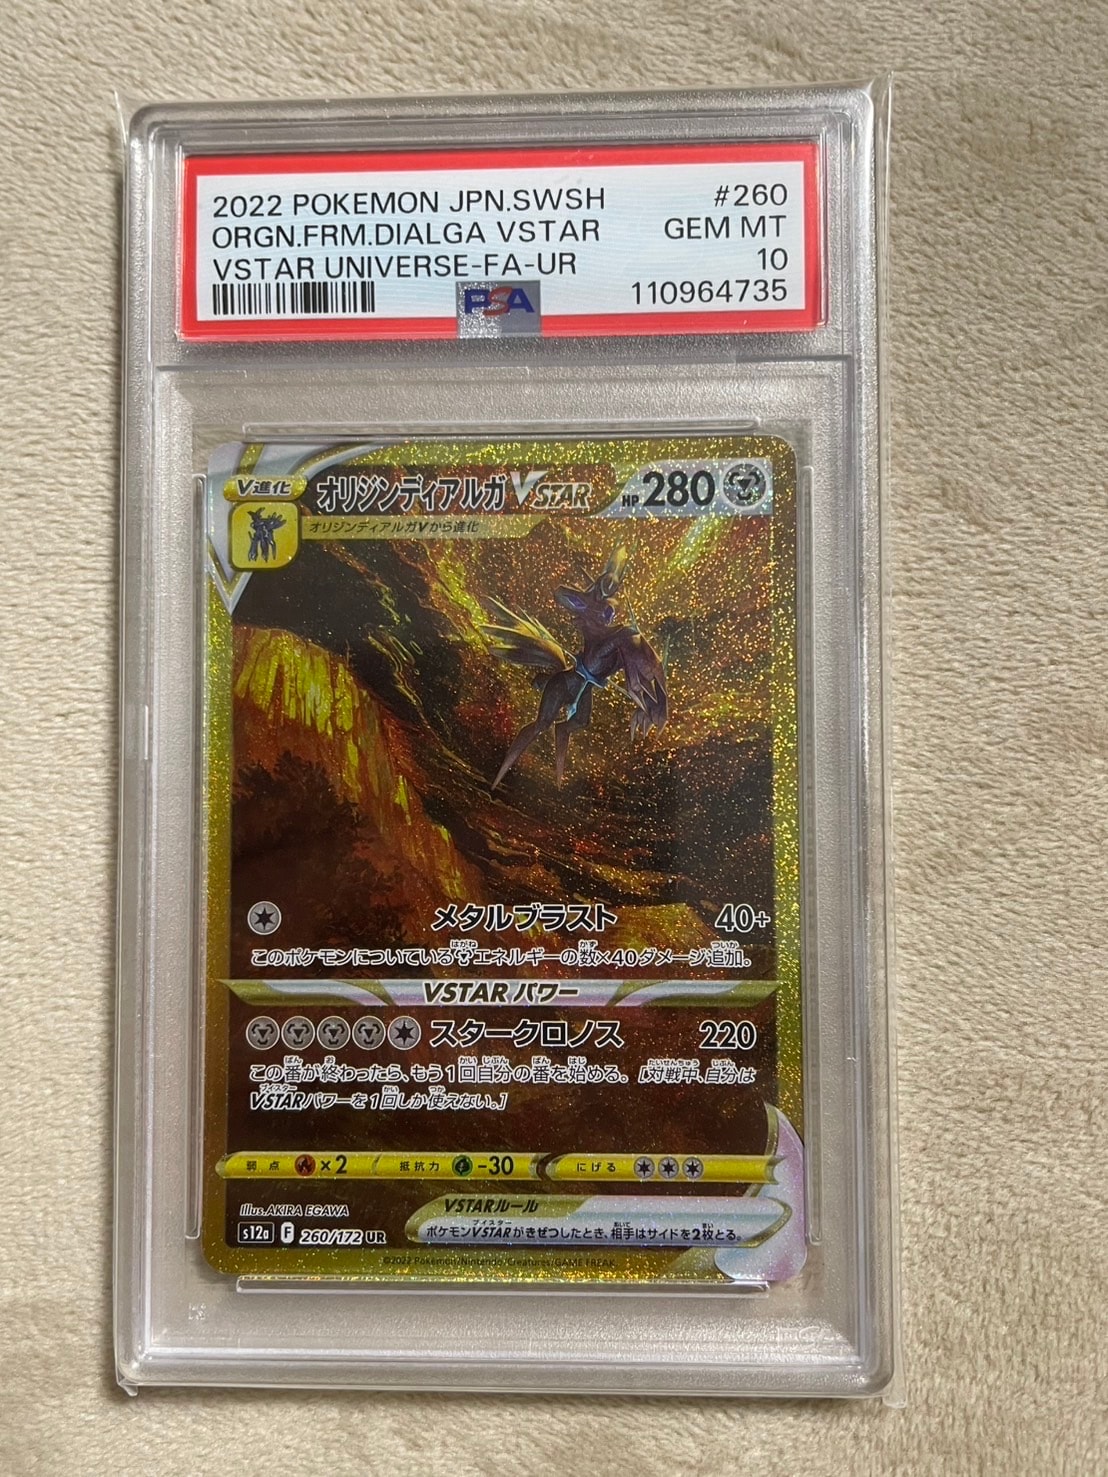 2022 POKEMON JPN.SWSH #260
ORGN.FRM.DIALGA VSTAR GEM MT
VSTAR UNIVERSE-FA-UR 10
PSA 110964735
V進化 オリジンディアルガVSTAR HP280
オリジンディアルガVから進化
メタルブラスト 40+
このポケモンについているエネルギーの数×40ダメージ追加。
VSTARパワー
スタークロノス 220
この番が終わったら、もう1回自分の番を始める。[対戦中、自分は
VSTARパワーを1回しか使えない。]
弱点 ×2 抵抗力 -30 にげる
Illus.AKIRA EGAWA
VSTARルール
s12a F 260/172 UR
ポケモンVSTARがきぜつしたとき、相手はサイドを2枚とる。
©2022 Pokémon/Nintendo/Creatures/GAME FREAK